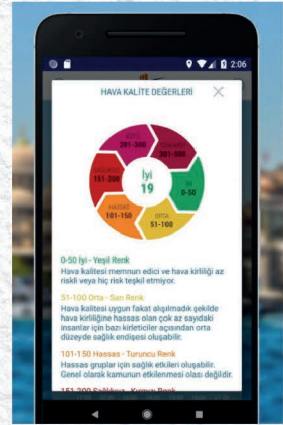 2:06
HAVA KALİTE DEĞERLERİ
KÖTÜ
201-300
TEHLİKELİ
301-500
SAĞLIKSIZ
151-200
İyi
19
İYİ
0-50
HASSAS
101-150
ORTA
51-100
0-50 İyi - Yeşil Renk
Hava kalitesi memnun edici ve hava kirliliği az
riskli veya hiç risk teşkil etmiyor.
51-100 Orta - Sarı Renk
Hava kalitesi uygun fakat alışılmadık şekilde
hava kirliliğine hassas olan çok az sayıdaki
insanlar için bazı kirleticiler açısından orta
düzeyde sağlık endişesi oluşabilir.
101-150 Hassas - Turuncu Renk
Hassas gruplar için sağlık etkileri oluşabilir.
Genel olarak kamunun etkilenmesi olası değildir.
151-200 Sağlıksız - Kırmızı Renk